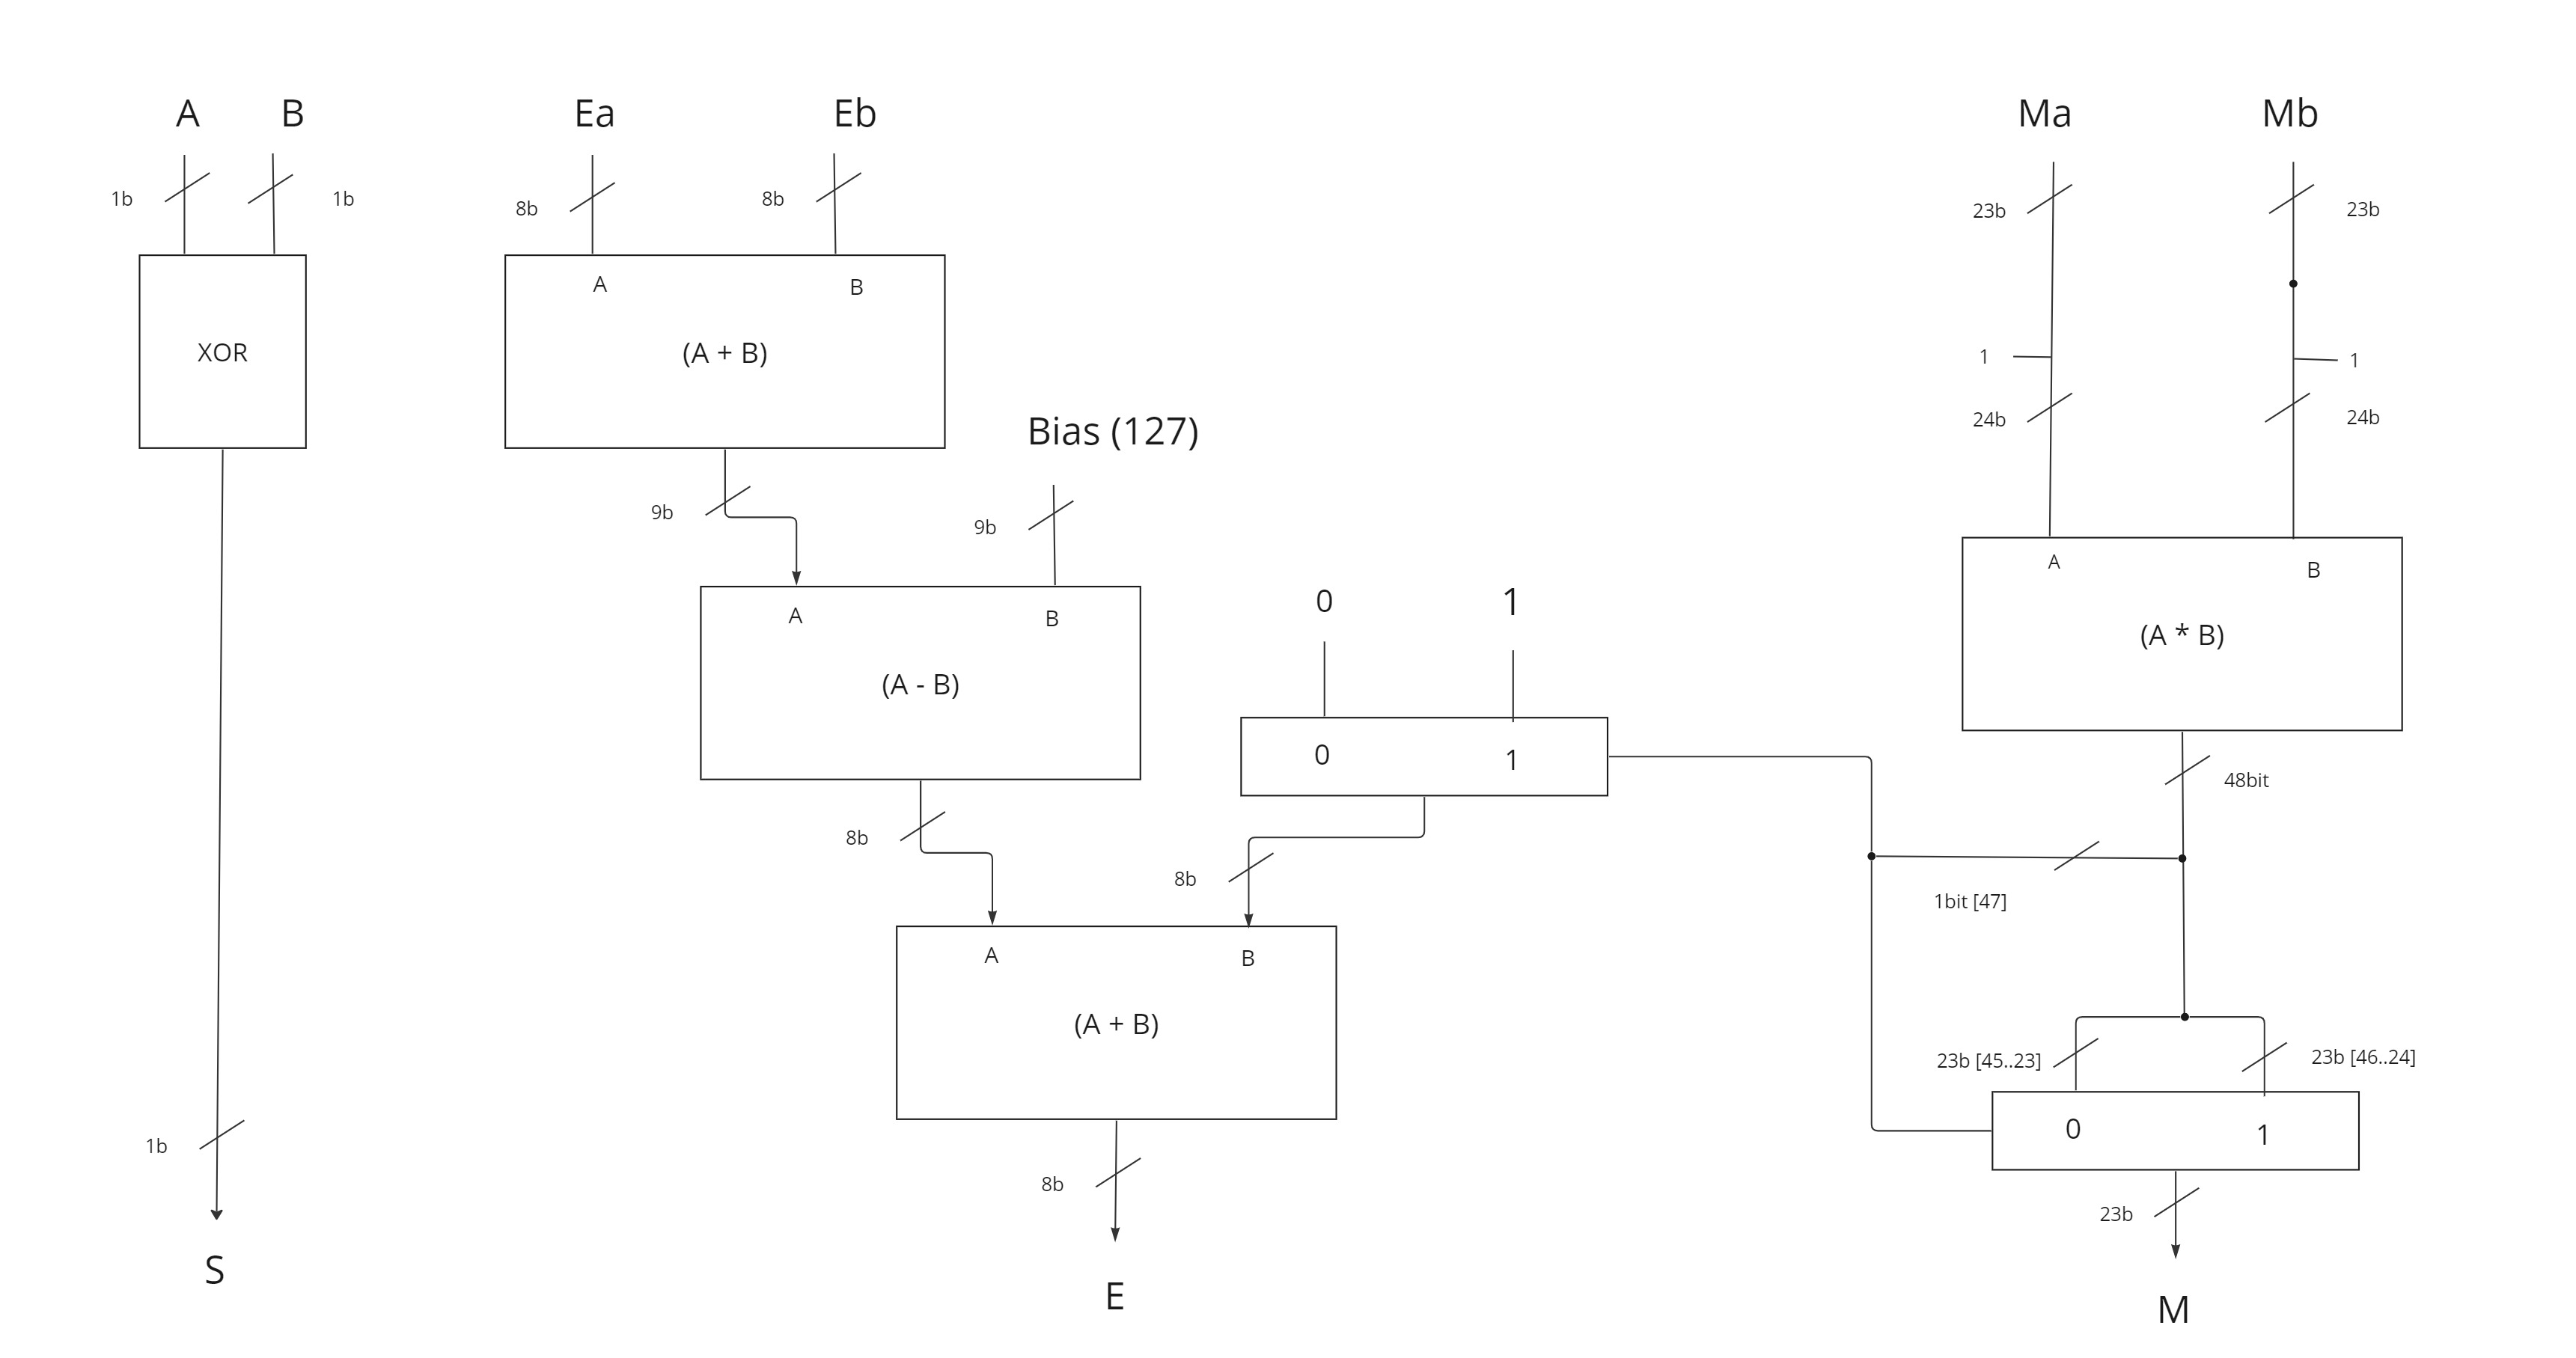 A B Ea Eb Ma Mb
1b 1b 8b 8b 23b 23b
A B
XOR (A + B)
1 1
24b 24b
Bias (127)
9b 9b
A B
(A - B)
0 1
0 1
A B
(A * B)
48bit
8b 8b
1bit [47]
A B
(A + B)
23b [45..23] 23b [46..24]
0 1
1b 8b 23b
S E M